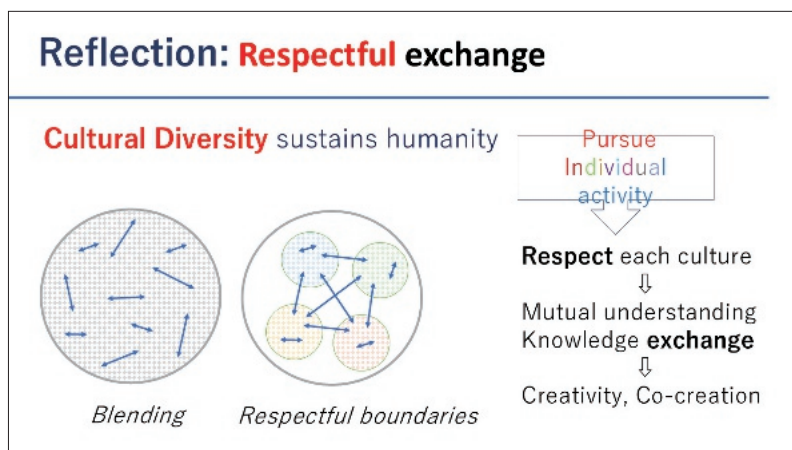 Reflection: Respectful exchange
Cultural Diversity sustains humanity
Blending
Respectful boundaries
Pursue
Individual
activity
Respect each culture
Mutual understanding
Knowledge exchange
Creativity, Co-creation